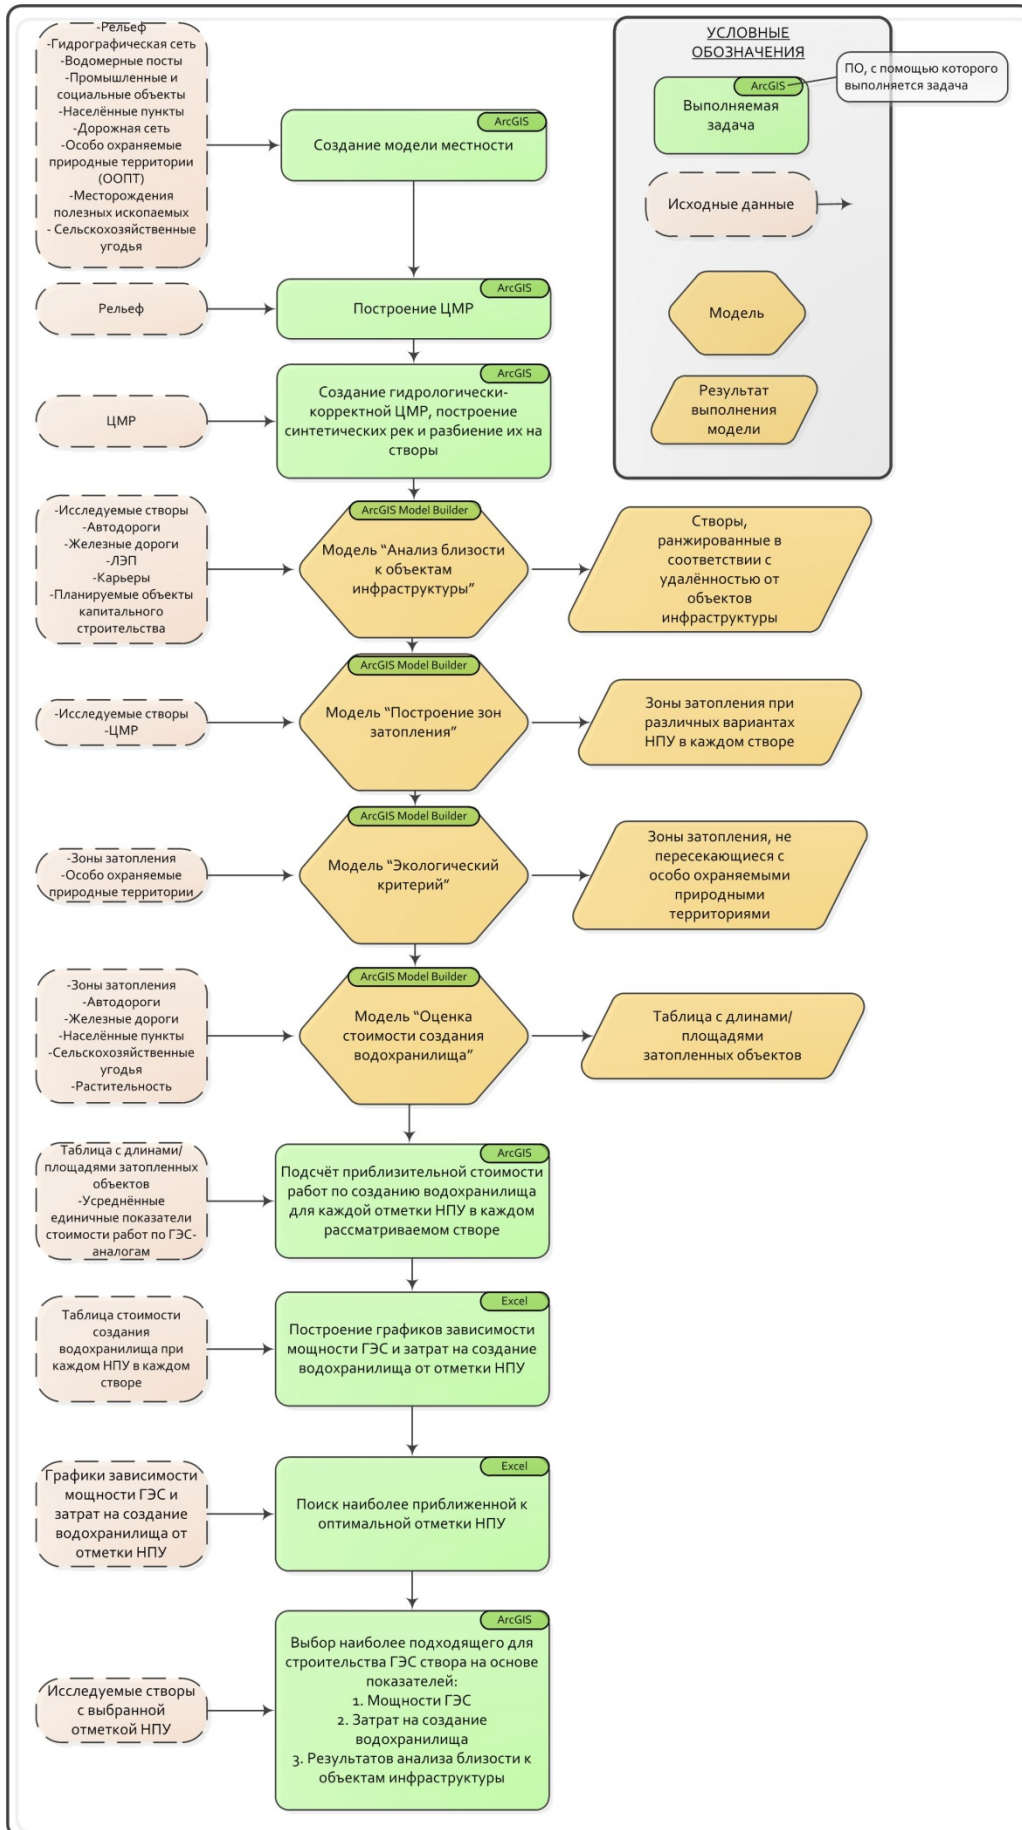 -Рельеф
-Гидрографическая сеть
-Водомерные посты
-Промышленные и
социальные объекты
-Населённые пункты
-Дорожная сеть
-Особо охраняемые
природные территории
(ООПТ)
-Месторождения
полезных ископаемых
- Сельскохозяйственные
угодья
ArcGIS
Создание модели местности
УСЛОВНЫЕ
ОБОЗНАЧЕНИЯ
ArcGIS
Выполняемая
задача
ПО, с помощью которого
выполняется задача
Исходные данные
Модель
Результат
выполнения
модели
Рельеф
ArcGIS
Построение ЦМР
ЦМР
ArcGIS
Создание гидрологически-
корректной ЦМР, построение
синтетических рек и разбиение их на
створы
-Исследуемые створы
-Автодороги
-Железные дороги
-ЛЭП
-Карьеры
-Планируемые объекты
капитального
строительства
ArcGIS Model Builder
Модель “Анализ близости
к объектам
инфраструктуры”
Створы,
ранжированные в
соответствии с
удалённостью от
объектов
инфраструктуры
-Исследуемые створы
-ЦМР
ArcGIS Model Builder
Модель “Построение зон
затопления”
Зоны затопления при
различных вариантах
НПУ в каждом створе
-Зоны затопления
-Особо охраняемые
природные территории
ArcGIS Model Builder
Модель “Экологический
критерий”
Зоны затопления, не
пересекающиеся с
особо охраняемыми
природными
территориями
-Зоны затопления
-Автодороги
-Железные дороги
-Населённые пункты
-Сельскохозяйственные
угодья
-Растительность
ArcGIS Model Builder
Модель “Оценка
стоимости создания
водохранилища”
Таблица с длинами/
площадями
затопленных объектов
Таблица с длинами/
площадями затопленных
объектов
-Усреднённые
единичные показатели
стоимости работ по ГЭС-
аналогам
ArcGIS
Подсчёт приблизительной стоимости
работ по созданию водохранилища
для каждой отметки НПУ в каждом
рассматриваемом створе
Таблица стоимости
создания
водохранилища при
каждом НПУ в каждом
створе
Excel
Построение графиков зависимости
мощности ГЭС и затрат на создание
водохранилища от отметки НПУ
Графики зависимости
мощности ГЭС и
затрат на создание
водохранилища от
отметки НПУ
Excel
Поиск наиболее приближенной к
оптимальной отметки НПУ
Исследуемые створы
с выбранной
отметкой НПУ
ArcGIS
Выбор наиболее подходящего для
строительства ГЭС створа на основе
показателей:
1. Мощности ГЭС
2. Затрат на создание
водохранилища
3. Результатов анализа близости к
объектам инфраструктуры